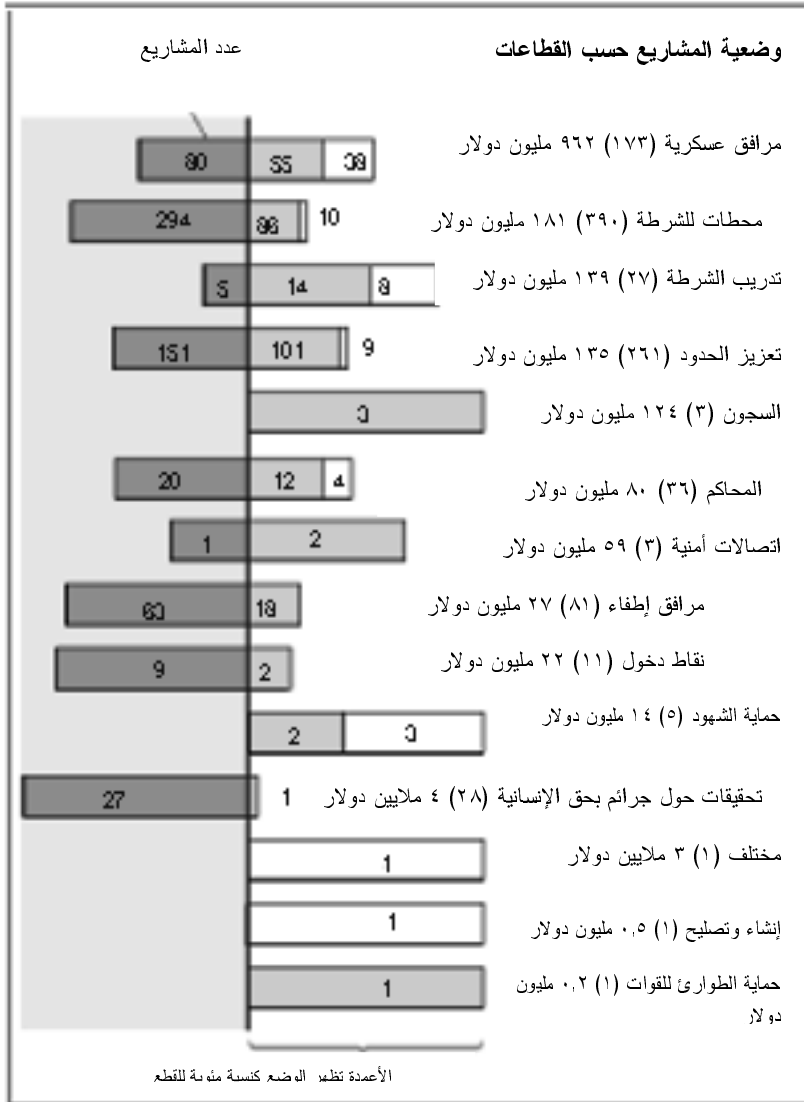 وضعية المشاريع حسب القطاعات
عدد المشاريع
مرافق عسكرية (١٧٣) ٩٦٢ مليون دولار
38 55 80
محطات للشرطة (٣٩٠) ١٨١ مليون دولار
10 86 294
تدريب الشرطة (٢٧) ١٣٩ مليون دولار
8 14 5
تعزيز الحدود (٢٦١) ١٣٥ مليون دولار
9 101 151
السجون (٣) ١٢٤ مليون دولار
3
المحاكم (٣٦) ٨٠ مليون دولار
4 12 20
اتصالات أمنية (٣) ٥٩ مليون دولار
2 1
مرافق إطفاء (٨١) ٢٧ مليون دولار
18 63
نقاط دخول (١١) ٢٢ مليون دولار
2 9
حماية الشهود (٥) ١٤ مليون دولار
3 2
تحقيقات حول جرائم بحق الإنسانية (٢٨) ٤ ملايين دولار
1 27
مختلف (١) ٣ ملايين دولار
1
إنشاء وتصليح (١) ٠,٥ مليون دولار
1
حماية الطوارئ للقوات (١) ٠,٢ مليون
دولار
1
الأعمدة تظهر الوضع كنسبة مئوية للقطع